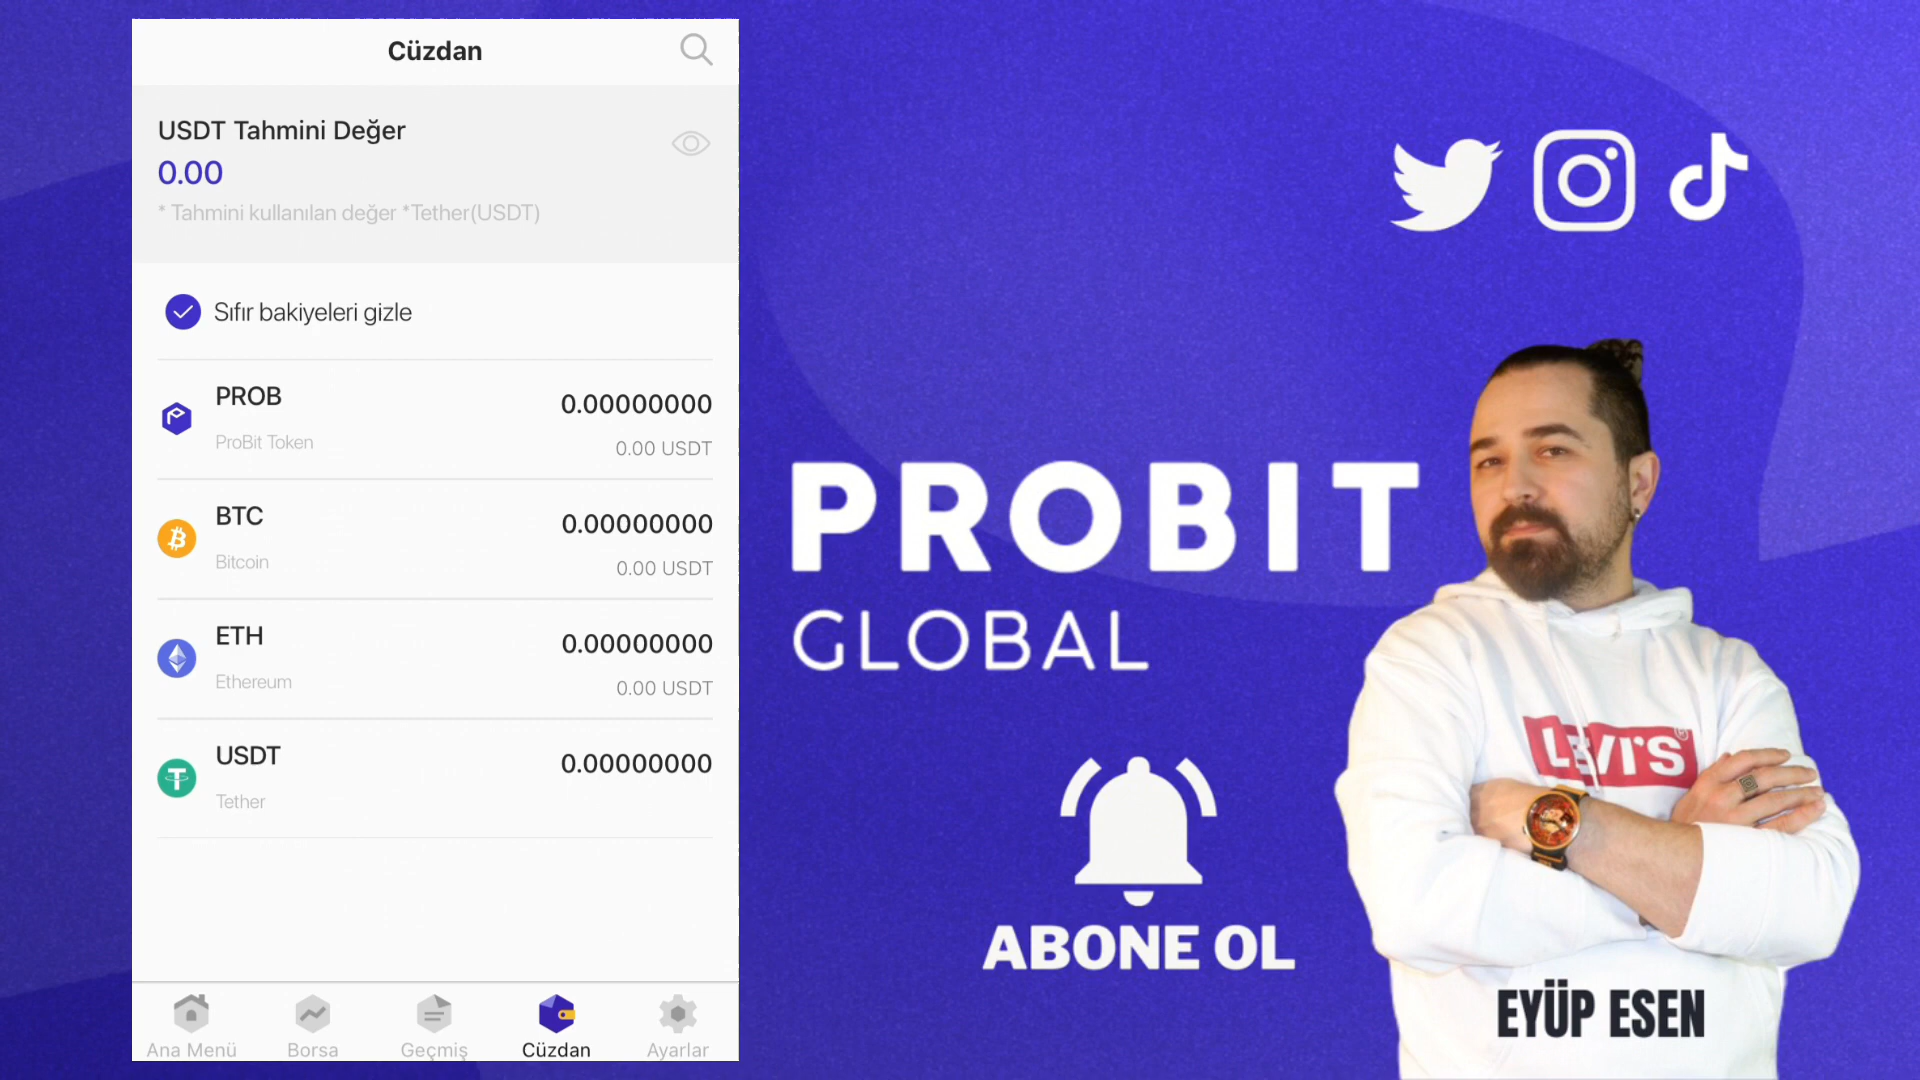 Cüzdan
USDT Tahmini Değer
0.00
* Tahmini kullanılan değer *Tether(USDT)
Sıfır bakiyeleri gizle
PROB
0.00000000
ProBit Token
0.00 USDT
BTC
0.00000000
Bitcoin
0.00 USDT
ETH
0.00000000
Ethereum
0.00 USDT
USDT
0.00000000
Tether
Ana Menü
Borsa
Geçmiş
Cüzdan
Ayarlar
PROBIT
GLOBAL
ABONE OL
LEVI'S®
EYÜP ESEN